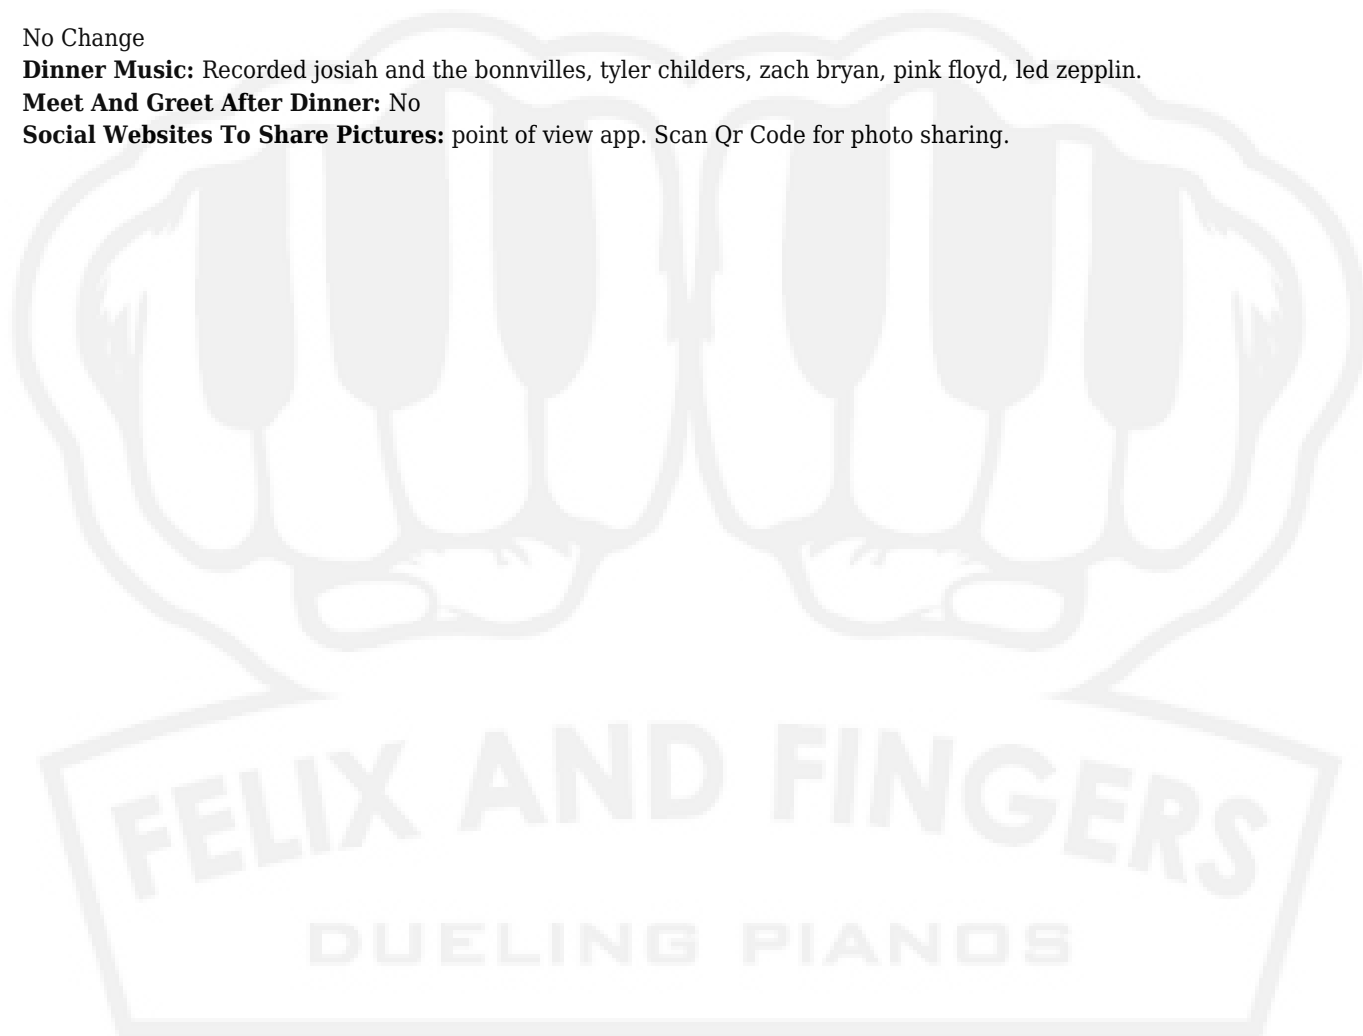 No Change
Dinner Music: Recorded josiah and the bonnvilles, tyler childers, zach bryan, pink floyd, led zepplin.
Meet And Greet After Dinner: No
Social Websites To Share Pictures: point of view app. Scan Qr Code for photo sharing.
FELIX AND FINGERS
DUELING PIANOS